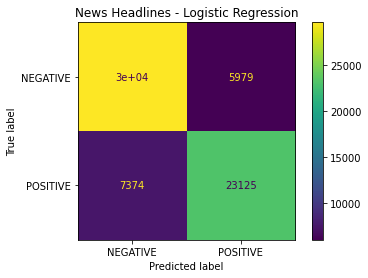 News Headlines - Logistic Regression
NEGATIVE
3e+04
5979
25000
20000
True label
15000
POSITIVE
7374
23125
10000
NEGATIVE
POSITIVE
Predicted label